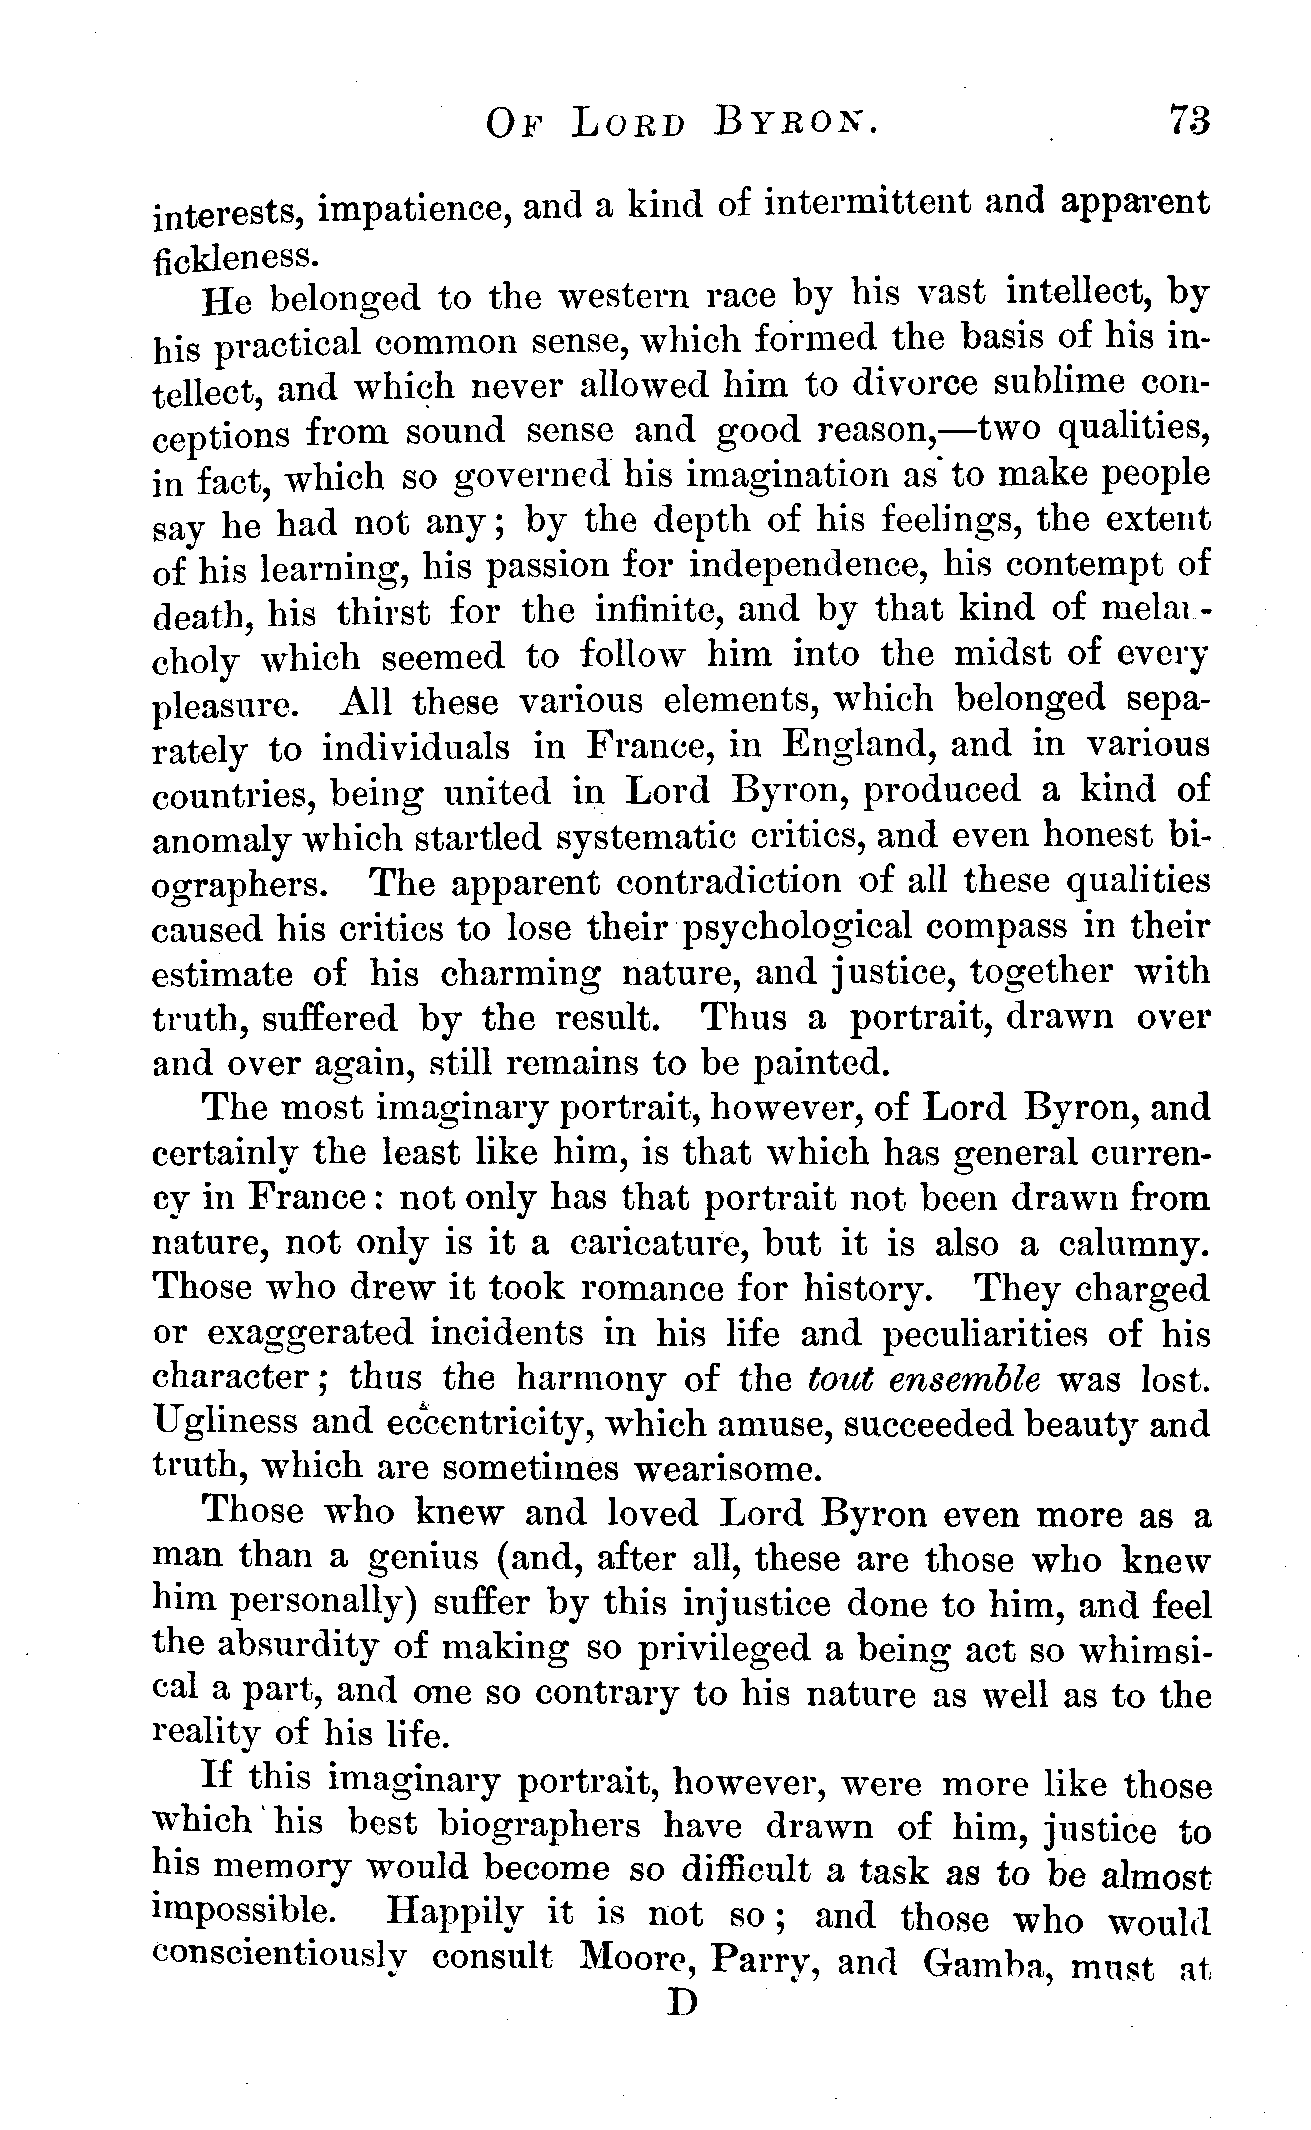 OF LORD BYRON. 73
interests, impatience, and a kind of intermittent and apparent
fickleness.
He belonged to the western race by his vast intellect, by
his practical common sense, which formed the basis of his in-
tellect, and which never allowed him to divorce sublime con-
ceptions from sound sense and good reason,—two qualities,
in fact, which so governed his imagination as to make people
say he had not any; by the depth of his feelings, the extent
of his learning, his passion for independence, his contempt of
death, his thirst for the infinite, and by that kind of melan-
choly which seemed to follow him into the midst of every
pleasure. All these various elements, which belonged sepa-
rately to individuals in France, in England, and in various
countries, being united in Lord Byron, produced a kind of
anomaly which startled systematic critics, and even honest bi-
ographers. The apparent contradiction of all these qualities
caused his critics to lose their psychological compass in their
estimate of his charming nature, and justice, together with
truth, suffered by the result. Thus a portrait, drawn over
and over again, still remains to be painted.
The most imaginary portrait, however, of Lord Byron, and
certainly the least like him, is that which has general curren-
cy in France: not only has that portrait not been drawn from
nature, not only is it a caricature, but it is also a calumny.
Those who drew it took romance for history. They charged
or exaggerated incidents in his life and peculiarities of his
character; thus the harmony of the tout ensemble was lost.
Ugliness and eccentricity, which amuse, succeeded beauty and
truth, which are sometimes wearisome.
Those who knew and loved Lord Byron even more as a
man than a genius (and, after all, these are those who knew
him personally) suffer by this injustice done to him, and feel
the absurdity of making so privileged a being act so whimsi-
cal a part, and one so contrary to his nature as well as to the
reality of his life.
If this imaginary portrait, however, were more like those
which his best biographers have drawn of him, justice to
his memory would become so difficult a task as to be almost
impossible. Happily it is not so; and those who would
conscientiously consult Moore, Parry, and Gamba, must at
D